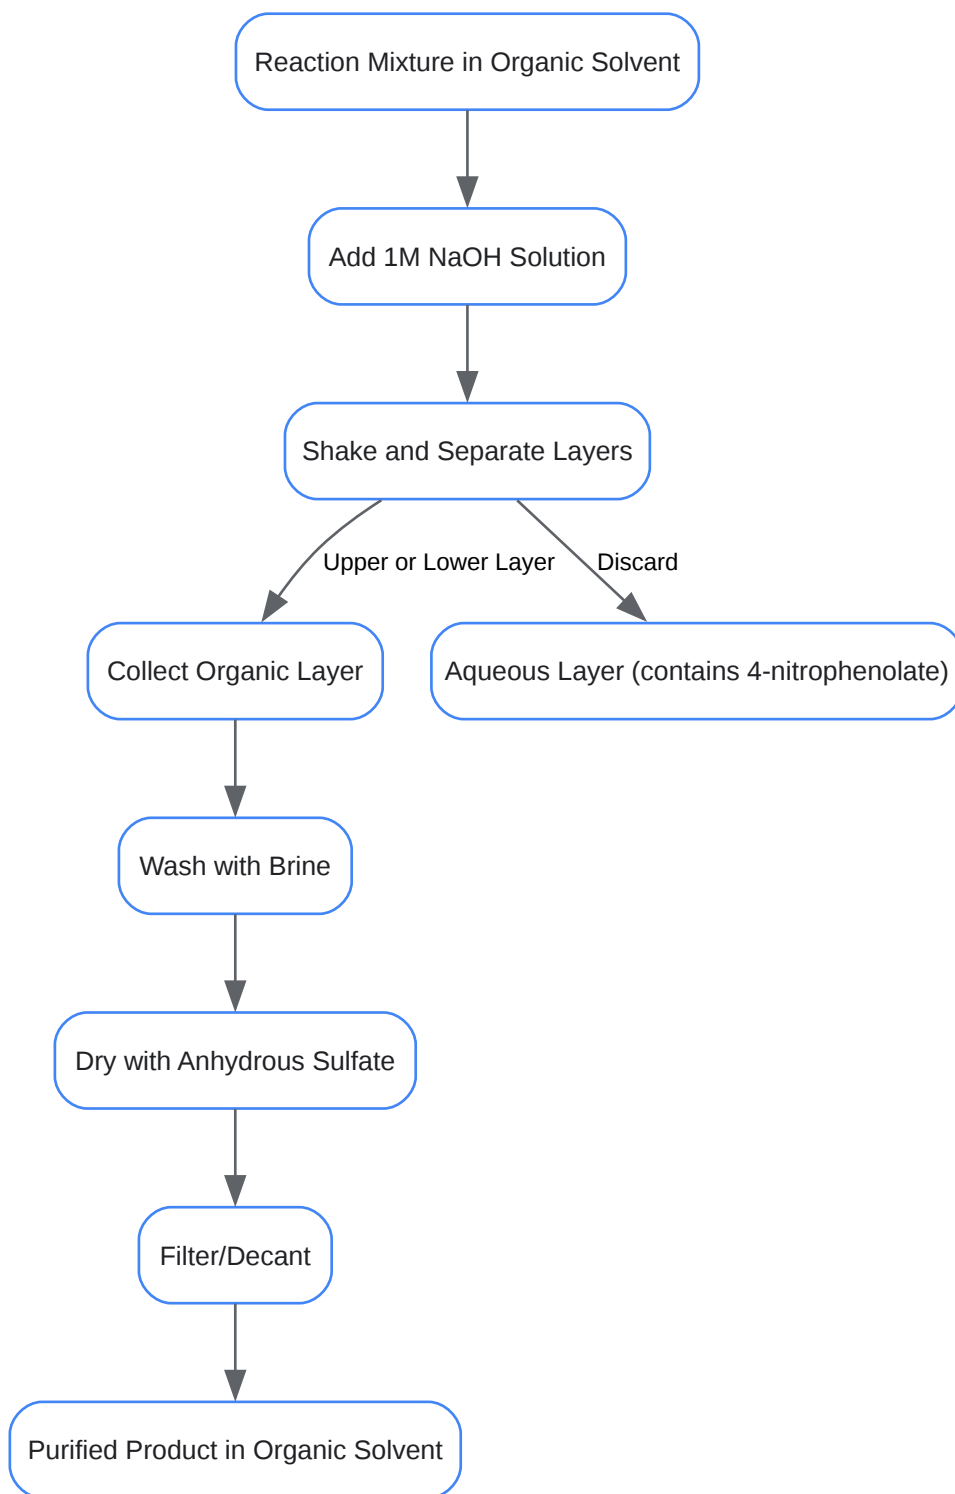 Reaction Mixture in Organic Solvent
Add 1M NaOH Solution
Shake and Separate Layers
Upper or Lower Layer
Discard
Collect Organic Layer
Aqueous Layer (contains 4-nitrophenolate)
Wash with Brine
Dry with Anhydrous Sulfate
Filter/Decant
Purified Product in Organic Solvent